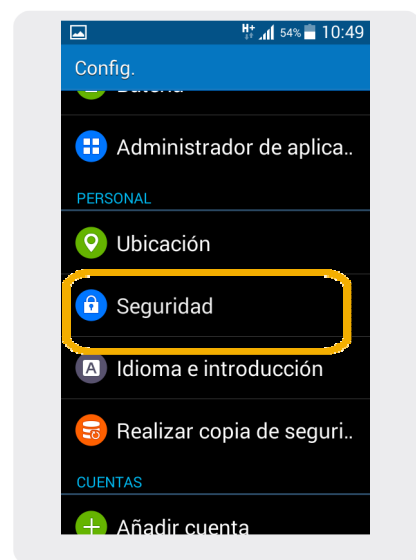 H+ 54% 10:49
Config.
Batería
Administrador de aplica..
PERSONAL
Ubicación
Seguridad
Idioma e introducción
Realizar copia de seguri..
CUENTAS
Añadir cuenta